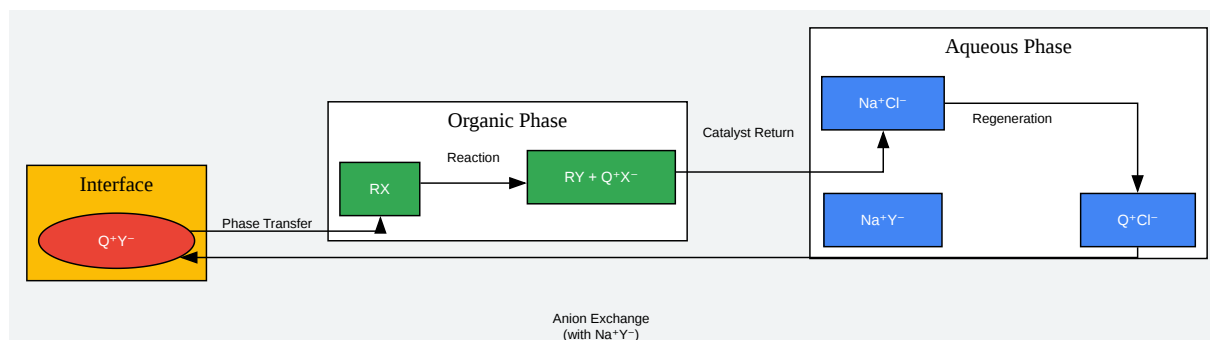 Aqueous Phase
Na⁺Cl⁻
Regeneration
Na⁺Y⁻
Q⁺Cl⁻
Catalyst Return
Organic Phase
Reaction
RX
RY + Q⁺X⁻
Interface
Q⁺Y⁻
Phase Transfer
Anion Exchange
(with Na⁺Y⁻)